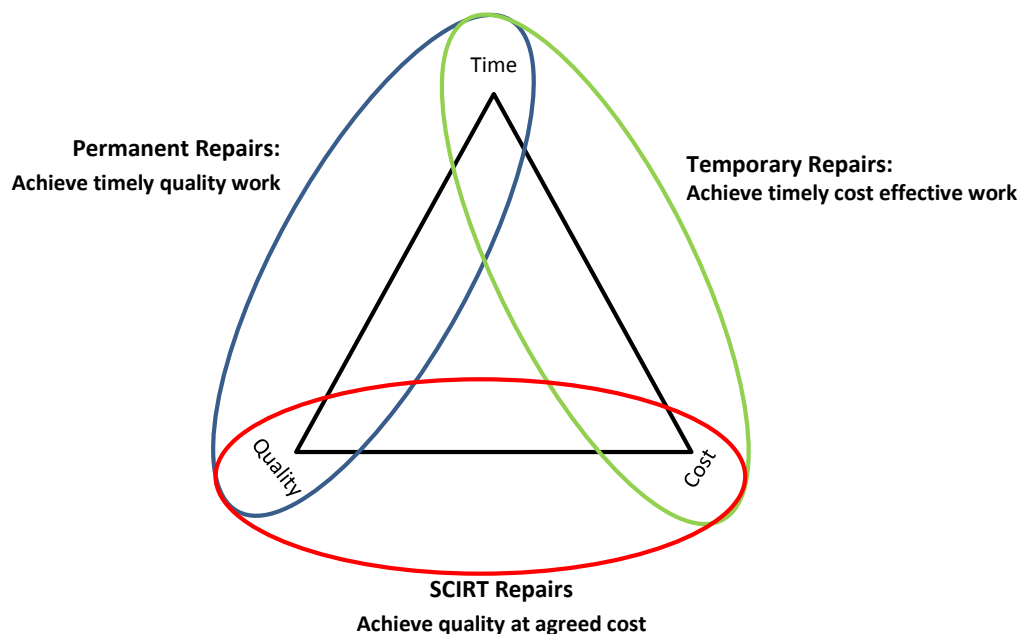 Time
Permanent Repairs:
Achieve timely quality work
Temporary Repairs:
Achieve timely cost effective work
Quality
Cost
SCIRT Repairs
Achieve quality at agreed cost